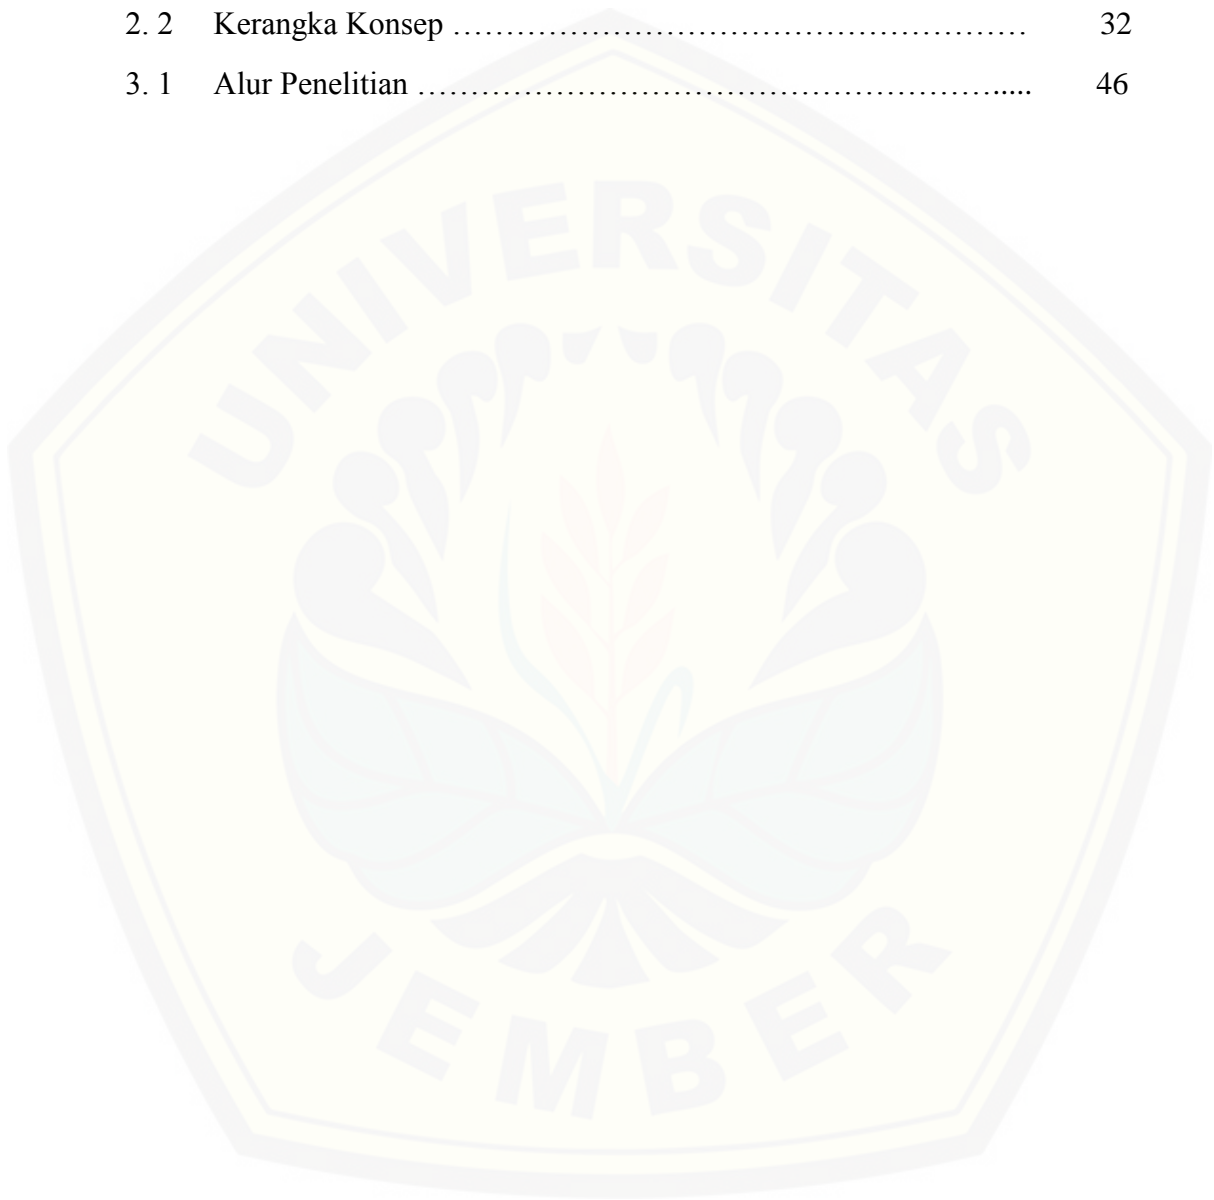 2. 2 Kerangka Konsep ……………………………………………… 32
3. 1 Alur Penelitian ………………………………………………..... 46
UNIVERSITAS
JEMBER